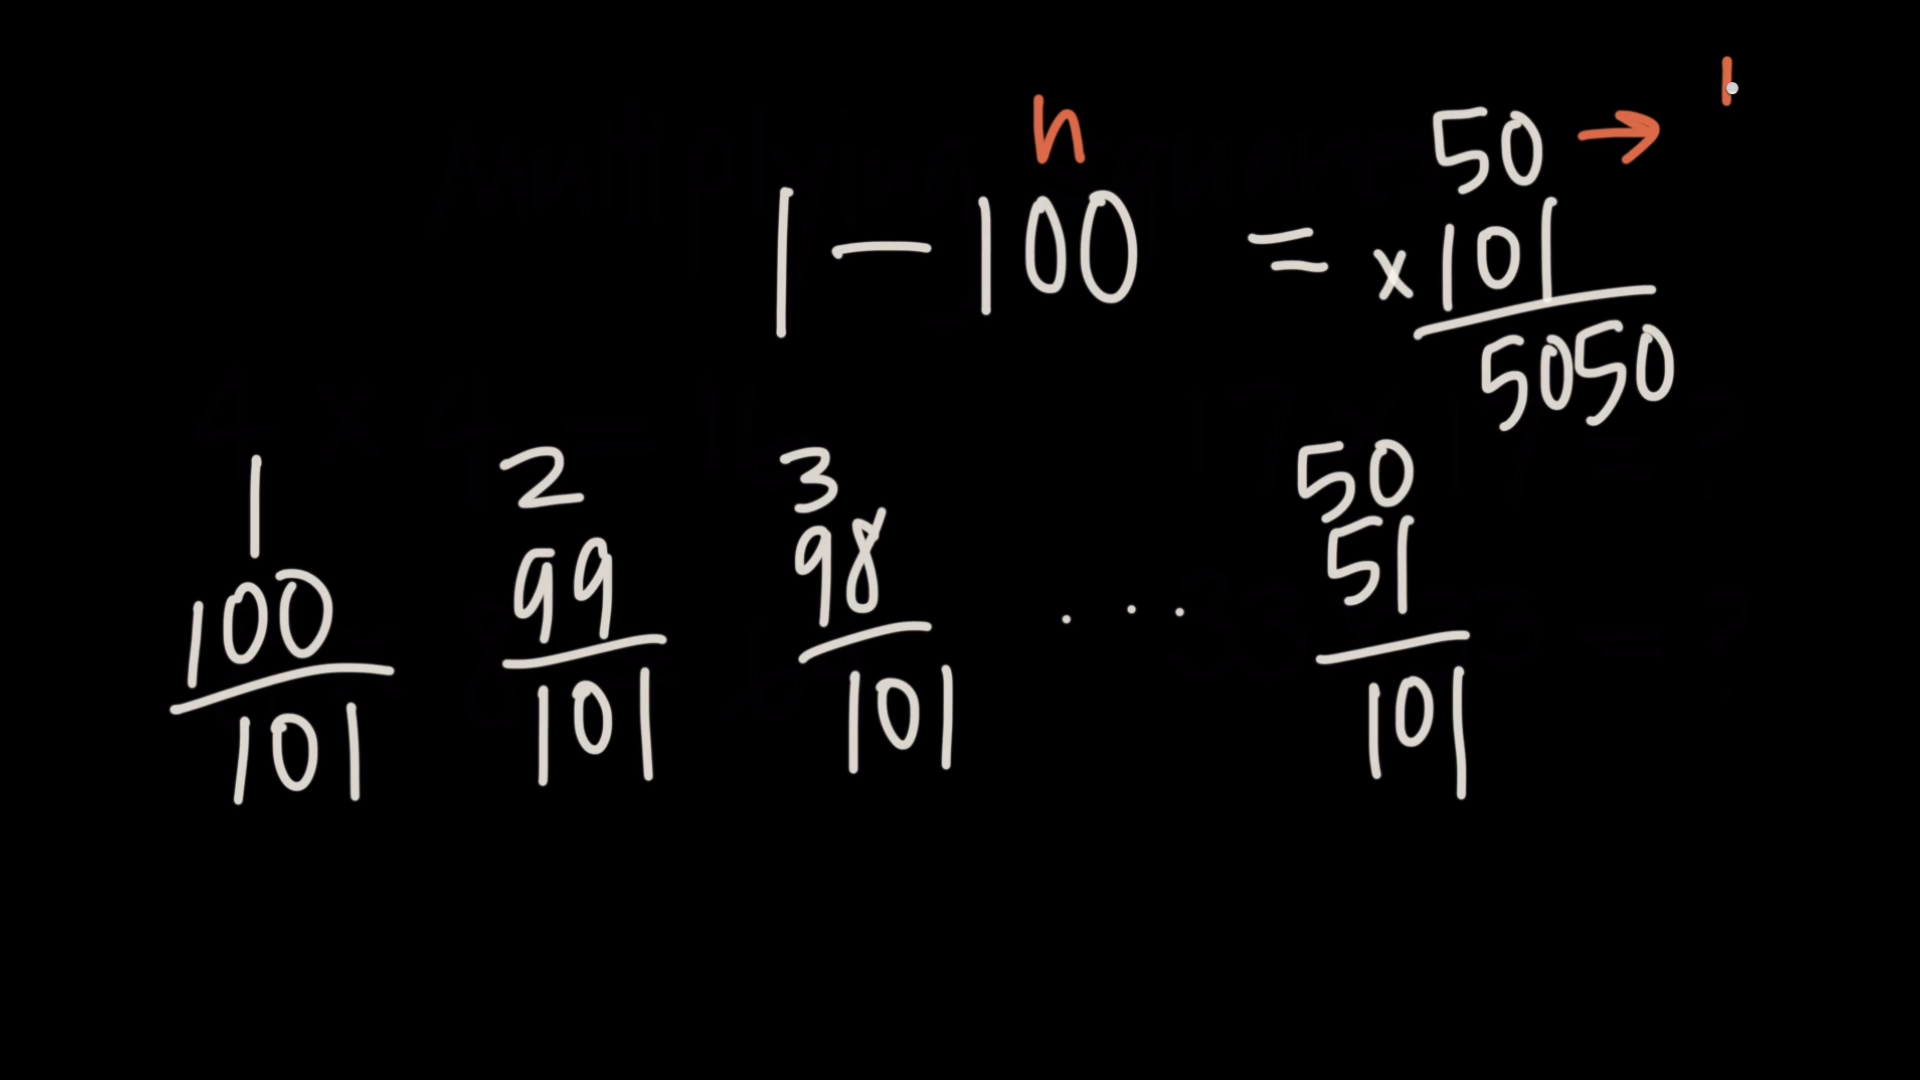 n
1 - 100 = 50 →
x 101
5050
1 2 3 50
100 99 98 . . . 51
101 101 101 101